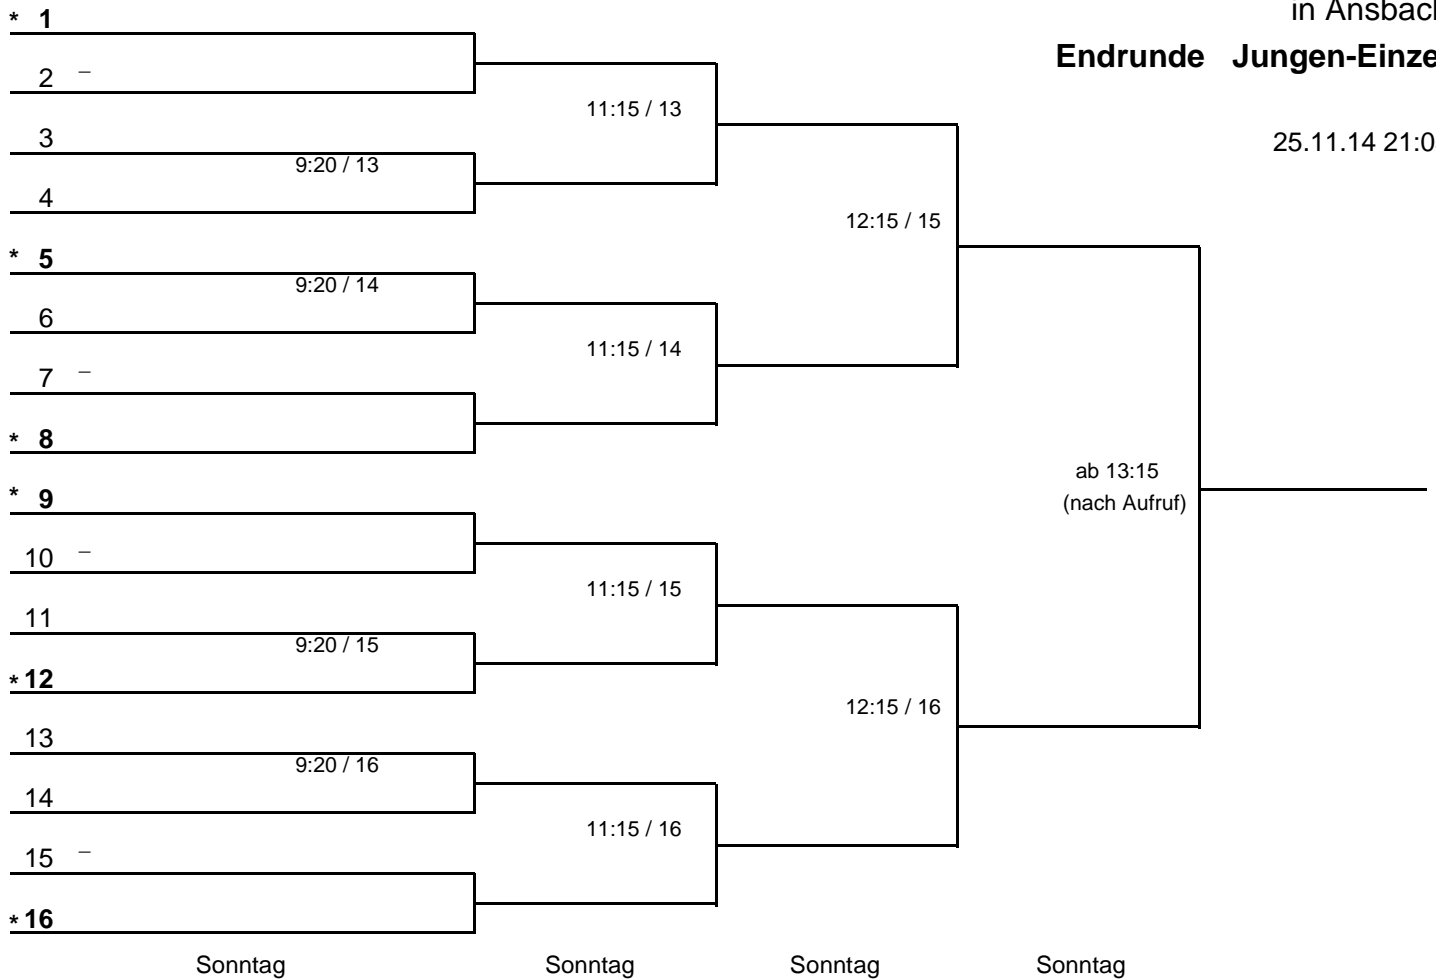 in Ansbach
Endrunde Jungen-Einze
25.11.14 21:0
* 1
2 –
11:15 / 13
3
9:20 / 13
4
12:15 / 15
* 5
9:20 / 14
6
11:15 / 14
7 –
* 8
ab 13:15
(nach Aufruf)
* 9
10 –
11:15 / 15
11
9:20 / 15
* 12
12:15 / 16
13
9:20 / 16
14
11:15 / 16
15 –
* 16
Sonntag Sonntag Sonntag Sonntag